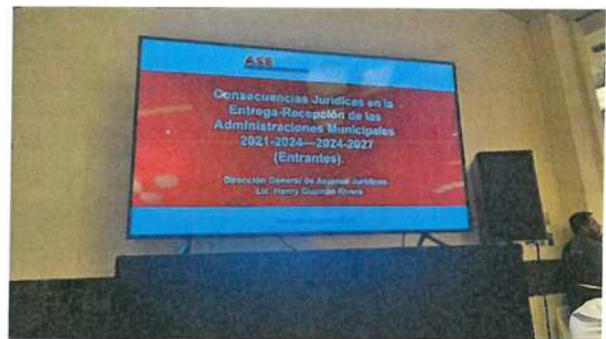 ASE
Consecuencias Jurídicas en la
Entrega-Recepción de las
Administraciones Municipales
2021-2024—2024-2027
(Entrantes).
Dirección General de Asuntos Jurídicos
Lic. Henry Guzmán Rivera